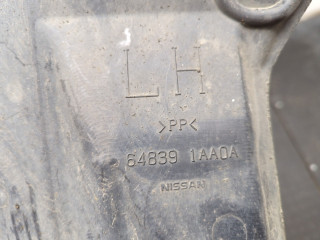 LH
>PP<
64839 1AA0A
NISSAN